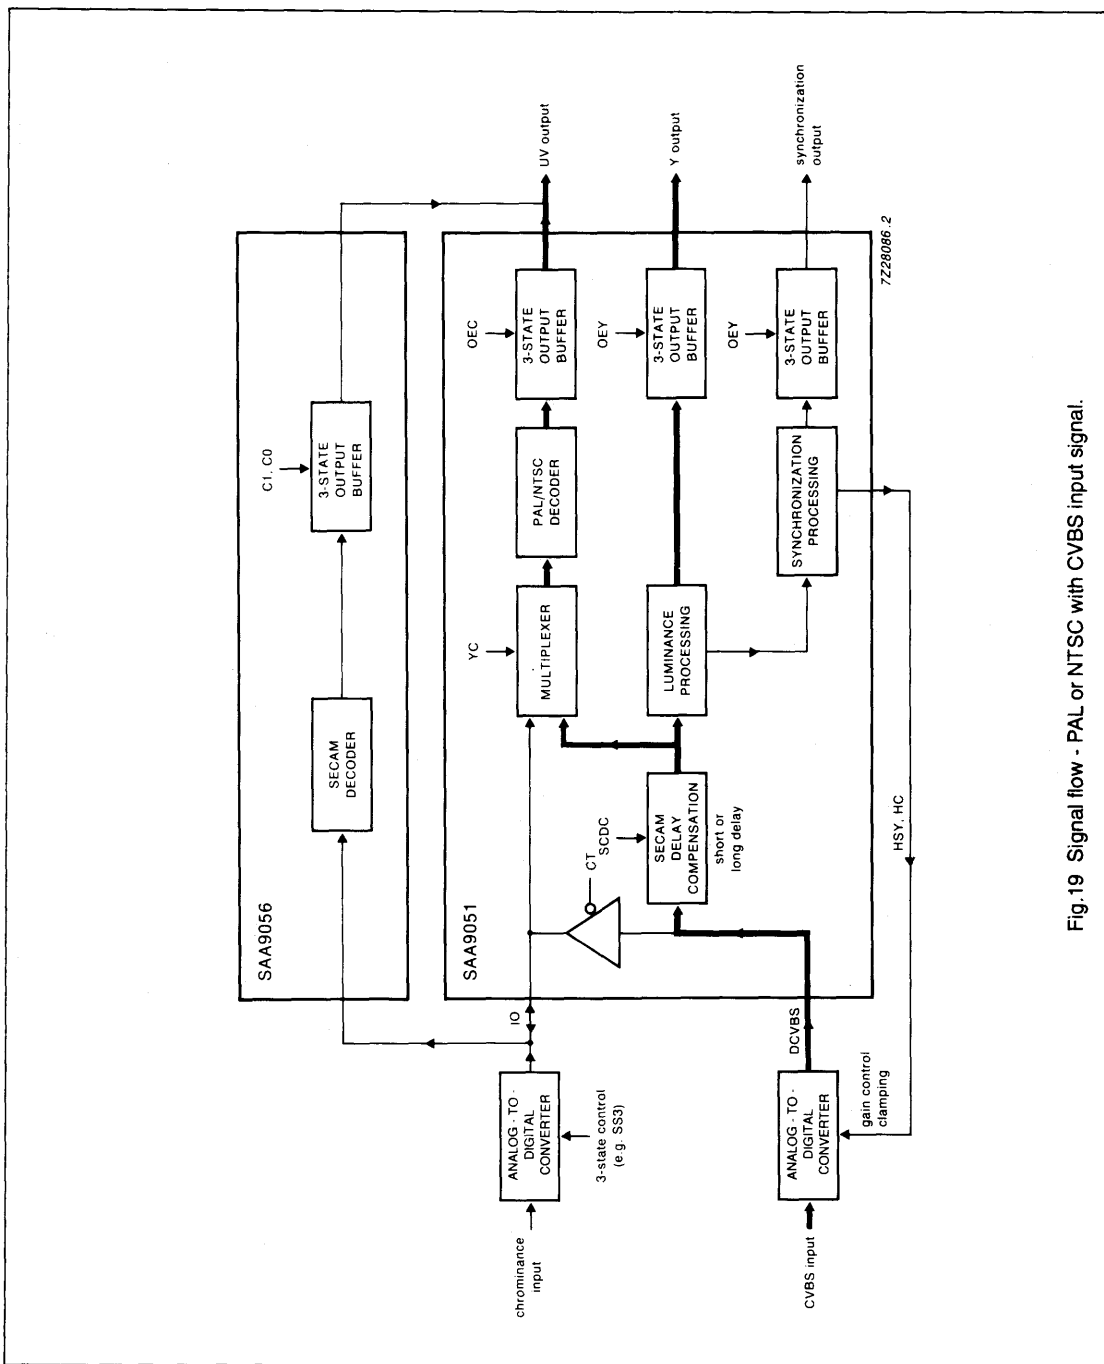 SAA9056
SECAM
DECODER
C1, C0
3-STATE
OUTPUT
BUFFER
SAA9051
chrominance
input
ANALOG - TO -
DIGITAL
CONVERTER
3-state control
(e.g. SS3)
IO
CT
YC
MULTIPLEXER
PAL/NTSC
DECODER
OEC
3-STATE
OUTPUT
BUFFER
UV output
CVBS input
ANALOG - TO -
DIGITAL
CONVERTER
gain control
clamping
DCVBS
SCDC
SECAM
DELAY
COMPENSATION
short or
long delay
LUMINANCE
PROCESSING
OEY
3-STATE
OUTPUT
BUFFER
Y output
SYNCHRONIZATION
PROCESSING
OEY
3-STATE
OUTPUT
BUFFER
synchronization
output
HSY, HC
7Z28086.2
Fig.19 Signal flow - PAL or NTSC with CVBS input signal.